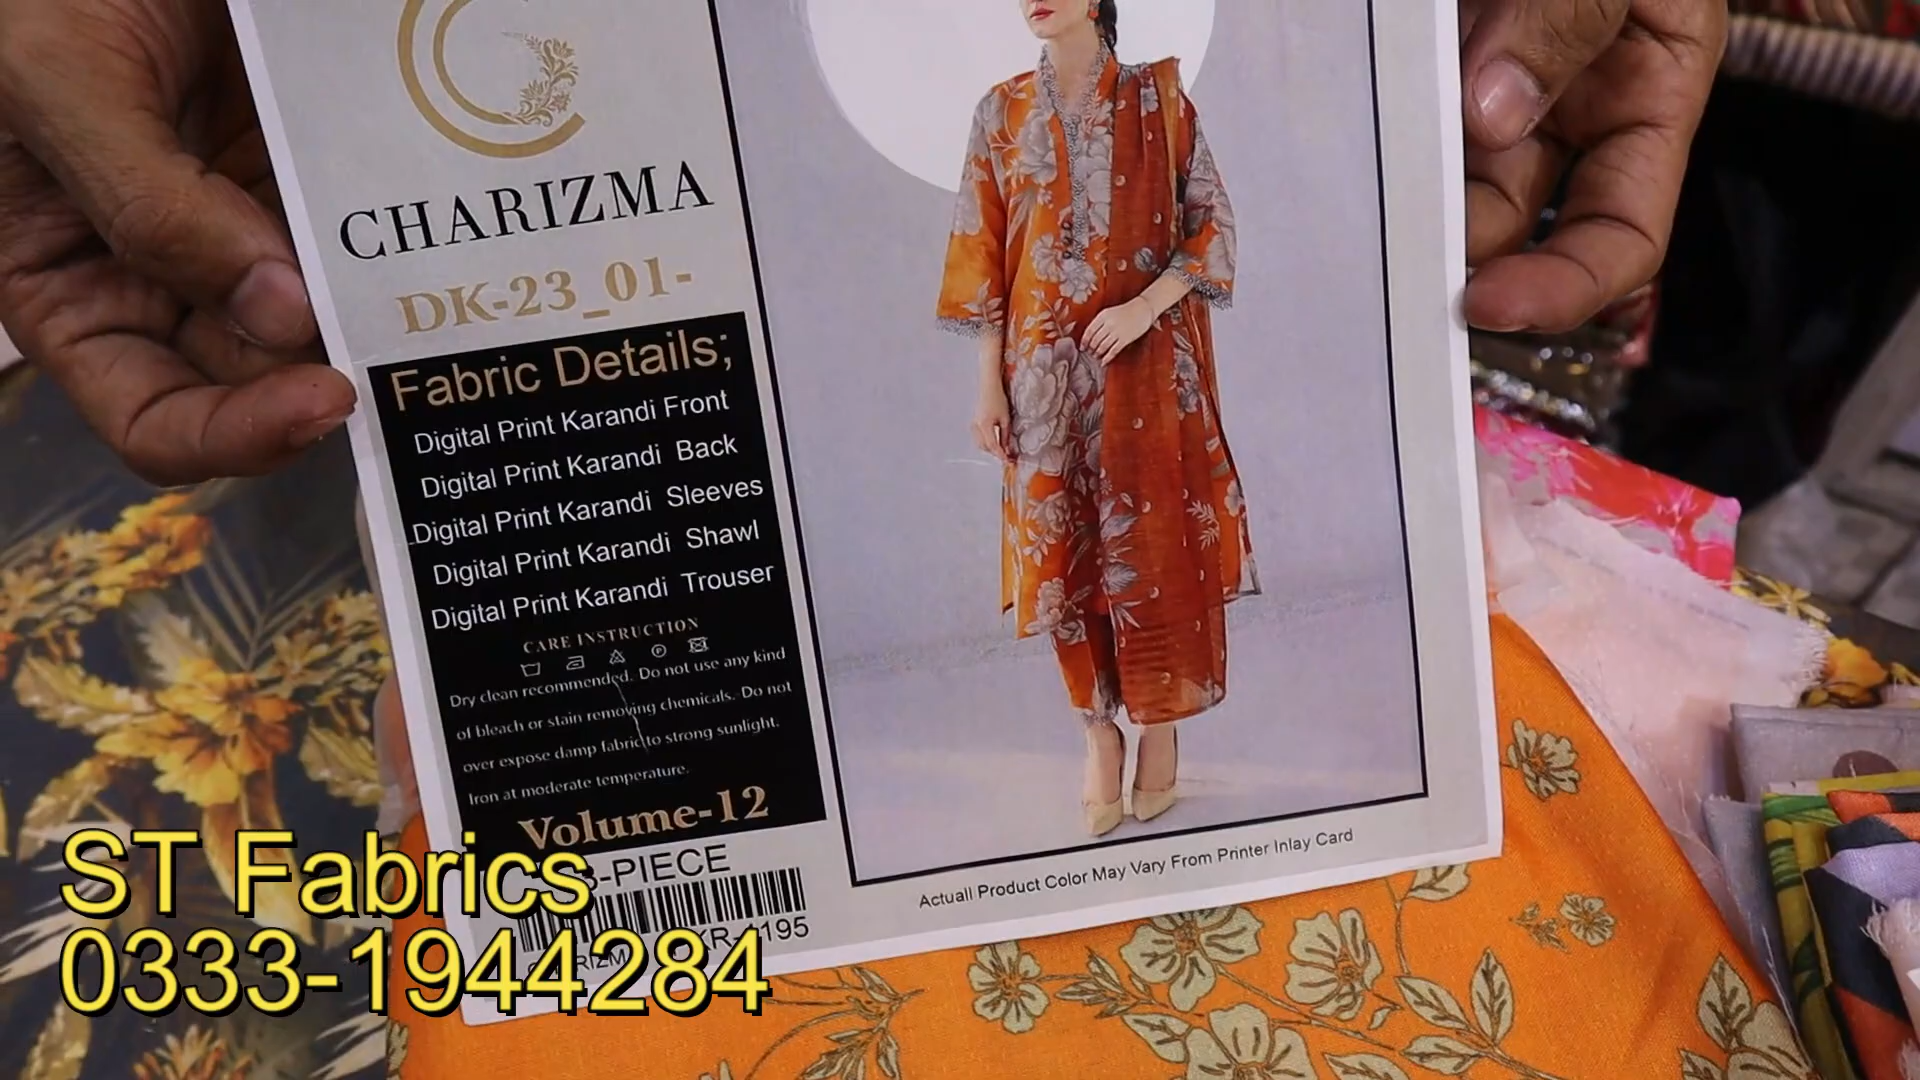 CHARIZMA
DK-23_01-
Fabric Details;
Digital Print Karandi Front
Digital Print Karandi Back
Digital Print Karandi Sleeves
Digital Print Karandi Shawl
Digital Print Karandi Trouser
CARE INSTRUCTION
Dry clean recommended. Do not use any kind
of bleach or stain removing chemicals. Do not
over expose damp fabric to strong sunlight.
Iron at moderate temperature.
Volume-12
-PIECE
Actuall Product Color May Vary From Printer Inlay Card
ST Fabrics
0333-1944284